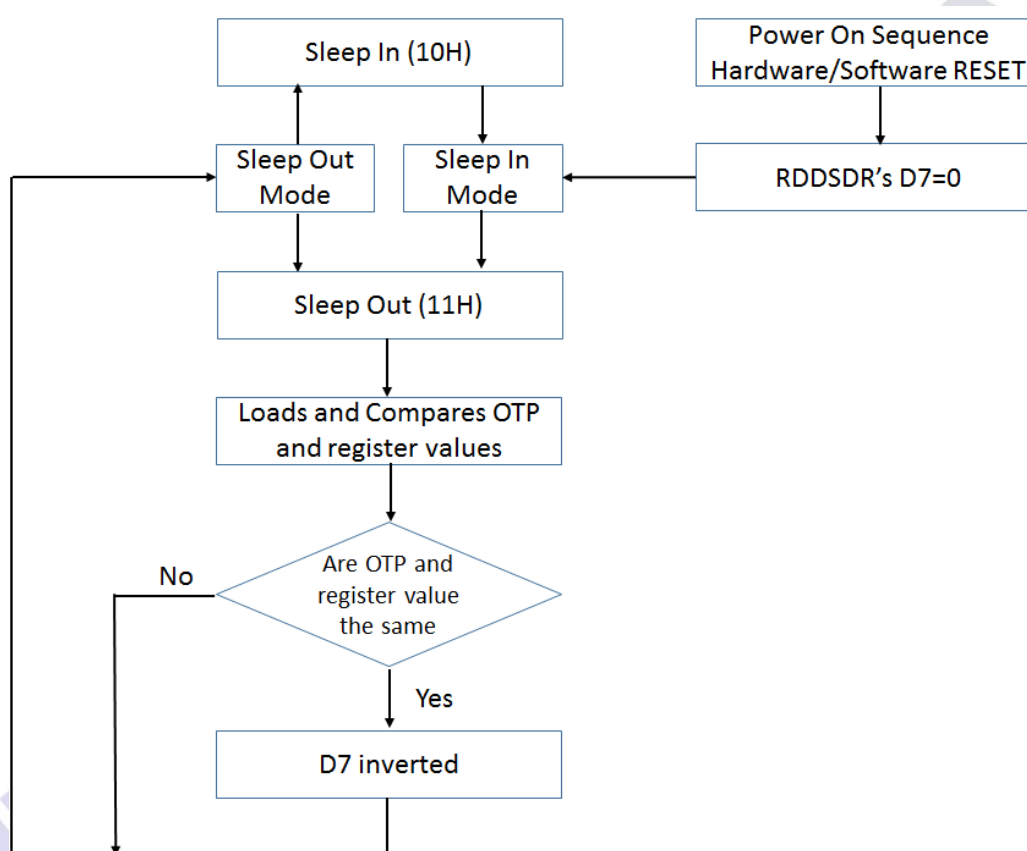 Sleep In (10H)
Power On Sequence
Hardware/Software RESET
Sleep Out
Mode
Sleep In
Mode
RDDSDR's D7=0
Sleep Out (11H)
Loads and Compares OTP
and register values
Are OTP and
register value
the same
No
Yes
D7 inverted